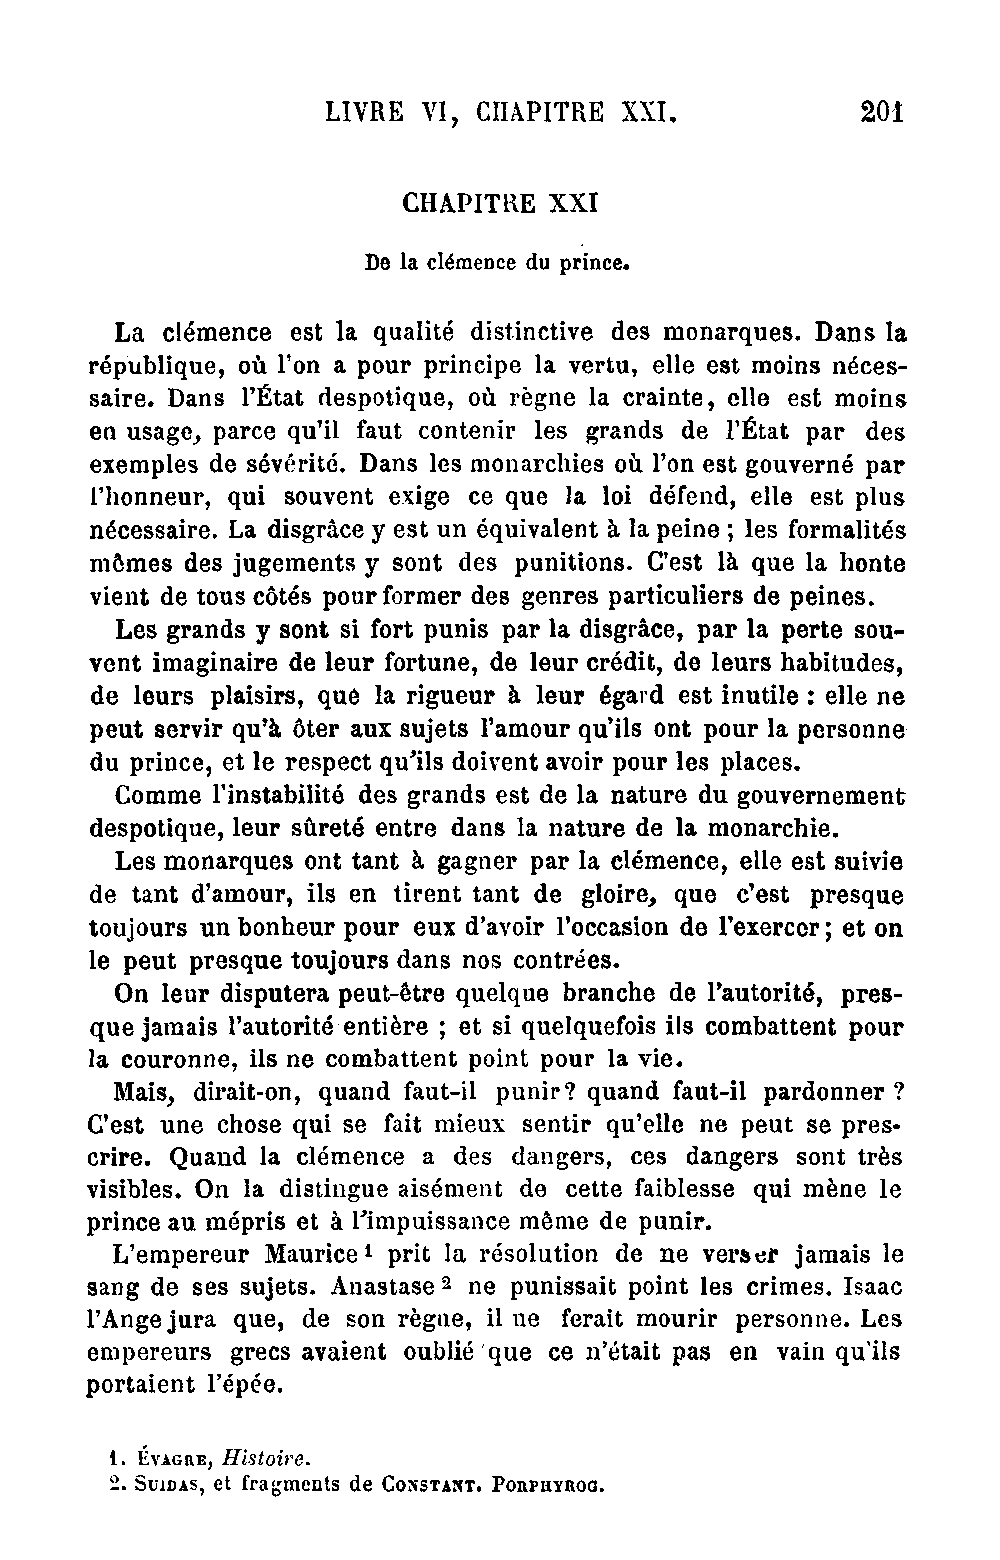 LIVRE VI, CHAPITRE XXI. 201
CHAPITRE XXI
De la clémence du prince.
La clémence est la qualité distinctive des monarques. Dans la
république, où l'on a pour principe la vertu, elle est moins néces-
saire. Dans l'État despotique, où règne la crainte, elle est moins
en usage, parce qu'il faut contenir les grands de l'État par des
exemples de sévérité. Dans les monarchies où l'on est gouverné par
l'honneur, qui souvent exige ce que la loi défend, elle est plus
nécessaire. La disgrâce y est un équivalent à la peine ; les formalités
mêmes des jugements y sont des punitions. C'est là que la honte
vient de tous côtés pour former des genres particuliers de peines.
Les grands y sont si fort punis par la disgrâce, par la perte sou-
vent imaginaire de leur fortune, de leur crédit, de leurs habitudes,
de leurs plaisirs, que la rigueur à leur égard est inutile : elle ne
peut servir qu'à ôter aux sujets l'amour qu'ils ont pour la personne
du prince, et le respect qu'ils doivent avoir pour les places.
Comme l'instabilité des grands est de la nature du gouvernement
despotique, leur sûreté entre dans la nature de la monarchie.
Les monarques ont tant à gagner par la clémence, elle est suivie
de tant d'amour, ils en tirent tant de gloire, que c'est presque
toujours un bonheur pour eux d'avoir l'occasion de l'exercer ; et on
le peut presque toujours dans nos contrées.
On leur disputera peut-être quelque branche de l'autorité, pres-
que jamais l'autorité entière ; et si quelquefois ils combattent pour
la couronne, ils ne combattent point pour la vie.
Mais, dirait-on, quand faut-il punir? quand faut-il pardonner ?
C'est une chose qui se fait mieux sentir qu'elle ne peut se pres-
crire. Quand la clémence a des dangers, ces dangers sont très
visibles. On la distingue aisément de cette faiblesse qui mène le
prince au mépris et à l'impuissance même de punir.
L'empereur Maurice 1 prit la résolution de ne verser jamais le
sang de ses sujets. Anastase 2 ne punissait point les crimes. Isaac
l'Ange jura que, de son règne, il ne ferait mourir personne. Les
empereurs grecs avaient oublié que ce n'était pas en vain qu'ils
portaient l'épée.
1. ÉVAGRE, Histoire.
2. SUIDAS, et fragments de CONSTANT. PORPHYROG.